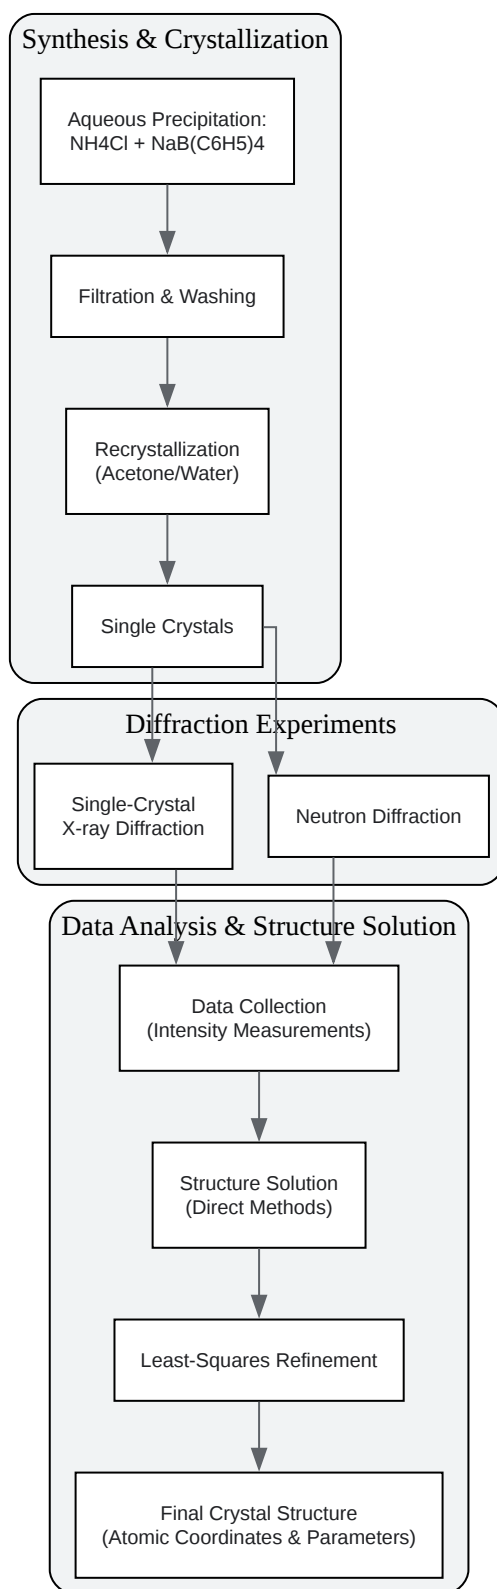 Synthesis & Crystallization
Aqueous Precipitation:
NH4Cl + NaB(C6H5)4
Filtration & Washing
Recrystallization
(Acetone/Water)
Single Crystals
Diffraction Experiments
Single-Crystal
X-ray Diffraction
Neutron Diffraction
Data Analysis & Structure Solution
Data Collection
(Intensity Measurements)
Structure Solution
(Direct Methods)
Least-Squares Refinement
Final Crystal Structure
(Atomic Coordinates & Parameters)